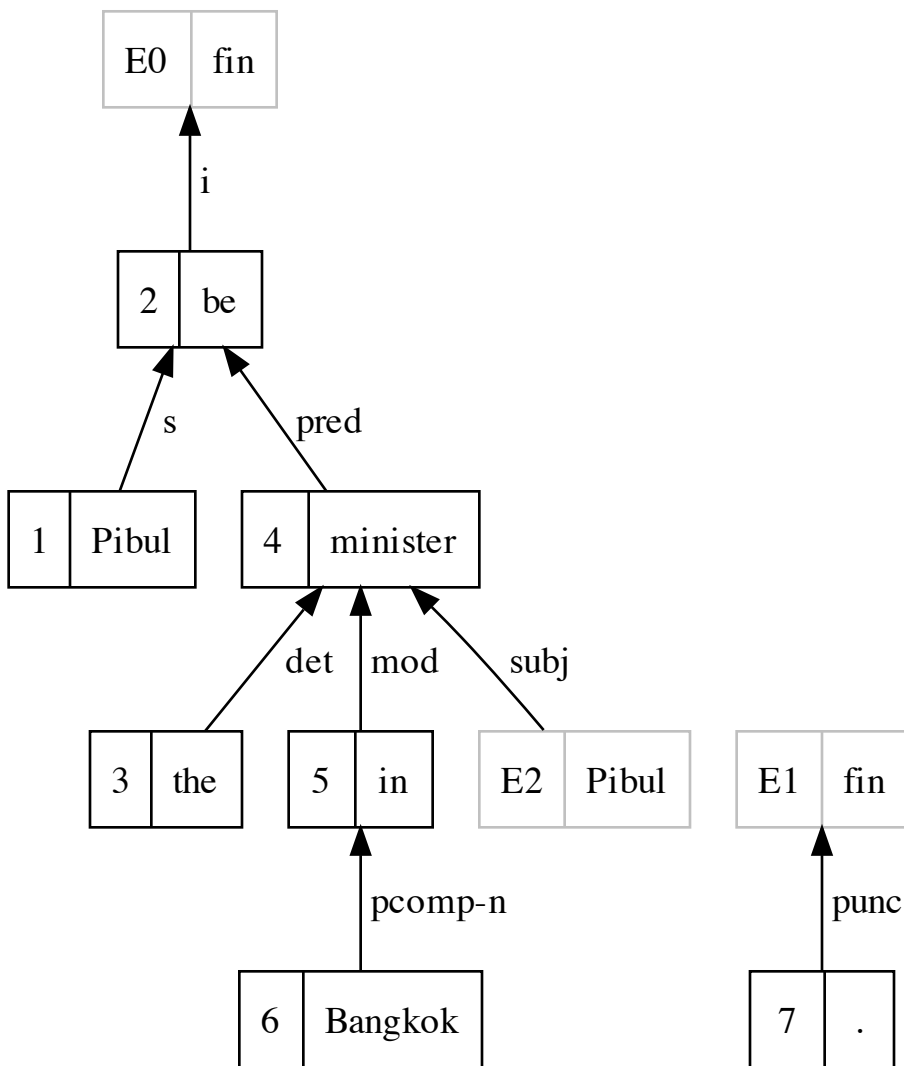 E0 fin
i
2 be
s pred
1 Pibul 4 minister
det mod subj
3 the 5 in E2 Pibul E1 fin
pcomp-n punc
6 Bangkok 7 .